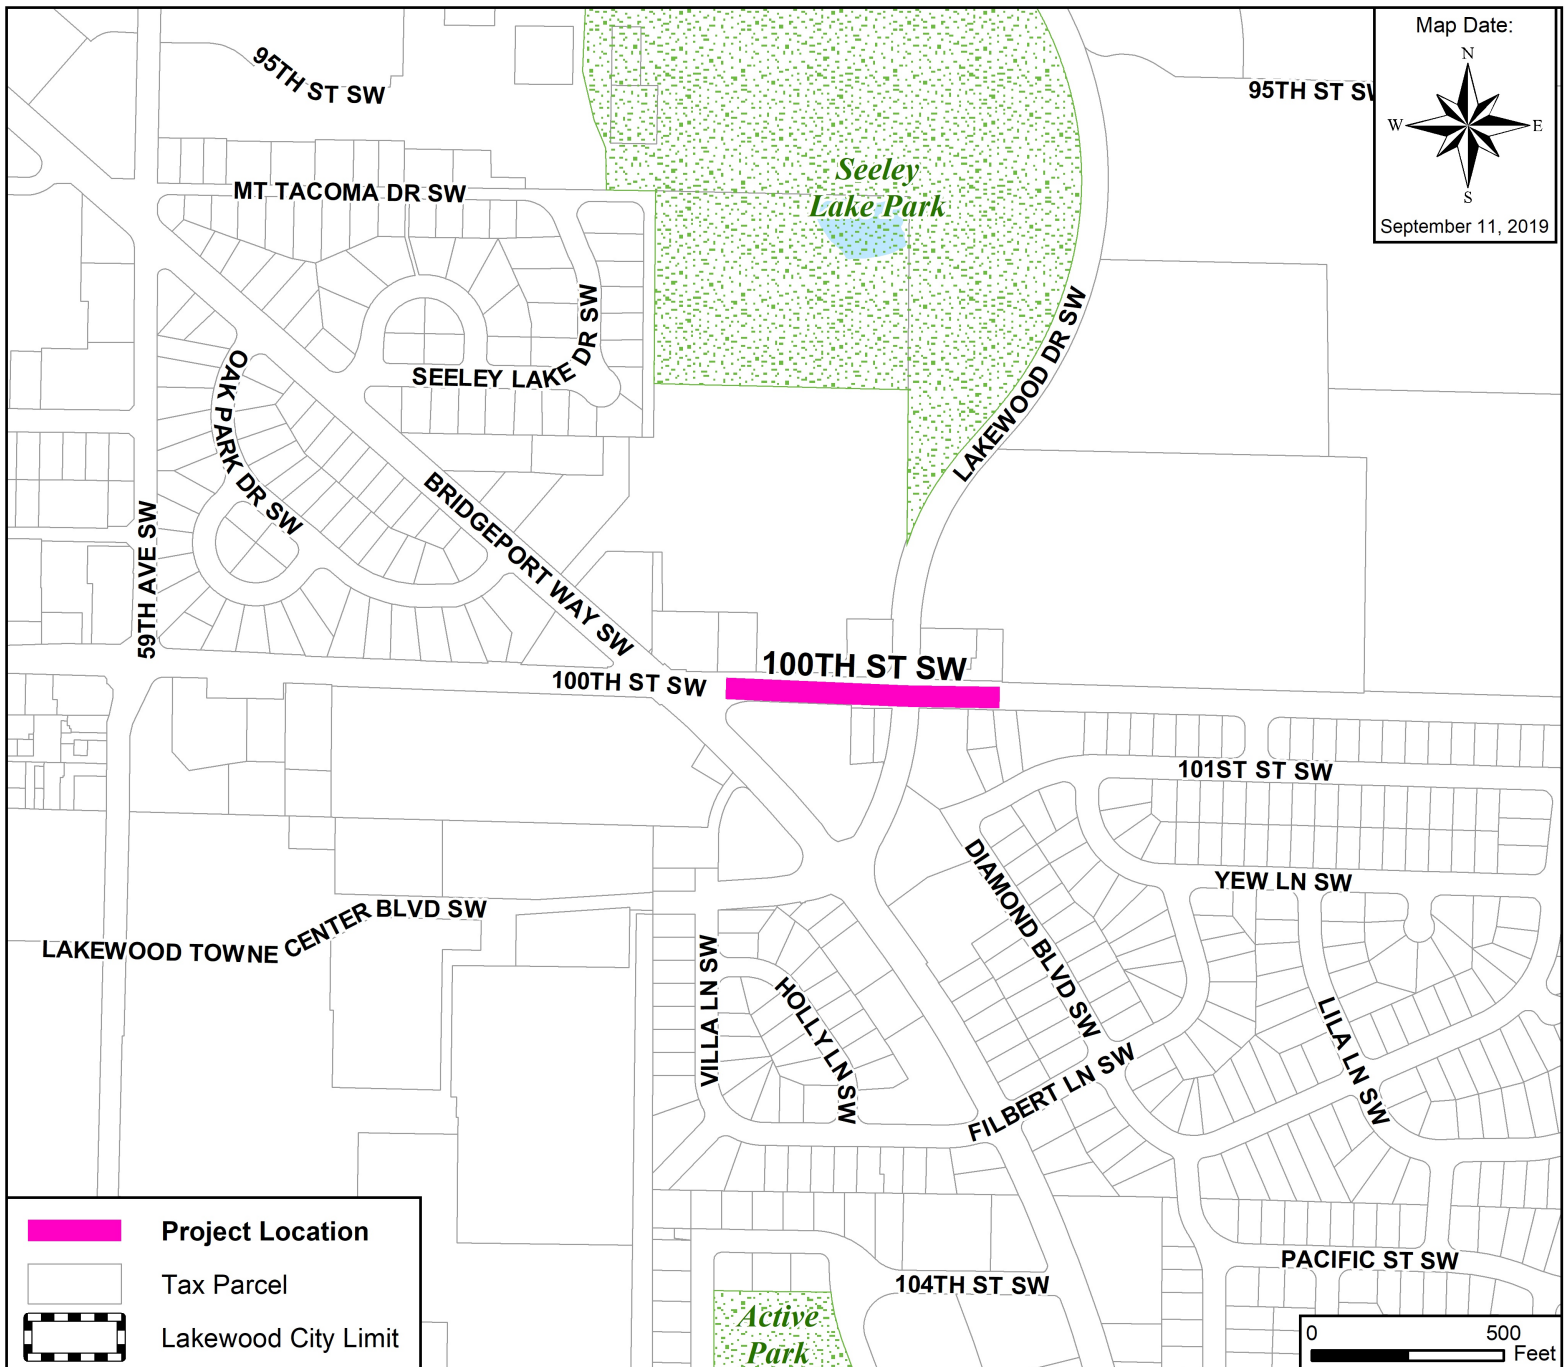 Map Date:
N
W
E
S
September 11, 2019
95TH ST SW
95TH ST SW
MT TACOMA DR SW
Seeley
Lake Park
SEELEY LAKE DR SW
LAKEWOOD DR SW
OAK PARK DR SW
BRIDGEPORT WAY SW
59TH AVE SW
100TH ST SW
100TH ST SW
101ST ST SW
YEW LN SW
DIAMOND BLVD SW
LAKEWOOD TOWNE CENTER BLVD SW
VILLA LN SW
HOLLY LN SW
LILA LN SW
FILBERT LN SW
PACIFIC ST SW
104TH ST SW
Active
Park
Project Location
Tax Parcel
Lakewood City Limit
0
500
Feet